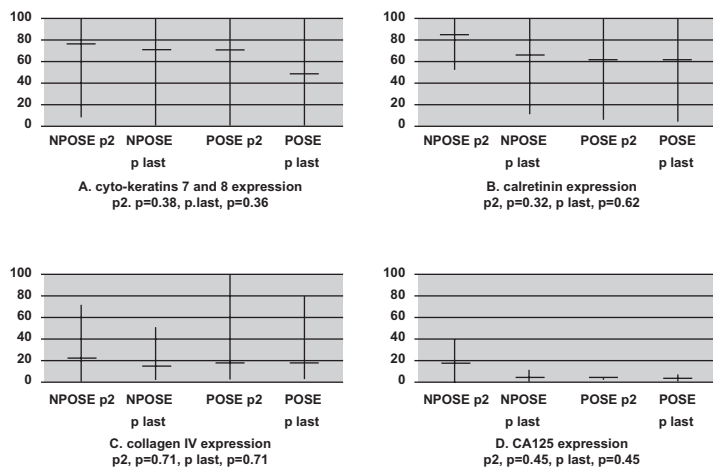 100
80
60
40
20
0
NPOSE p2 NPOSE p last POSE p2 POSE p last
A. cyto-keratins 7 and 8 expression
p2. p=0.38, p.last, p=0.36
100
80
60
40
20
0
NPOSE p2 NPOSE p last POSE p2 POSE p last
B. calretinin expression
p2, p=0.32, p last, p=0.62
100
80
60
40
20
0
NPOSE p2 NPOSE p last POSE p2 POSE p last
C. collagen IV expression
p2, p=0.71, p last, p=0.71
100
80
60
40
20
0
NPOSE p2 NPOSE p last POSE p2 POSE p last
D. CA125 expression
p2, p=0.45, p last, p=0.45